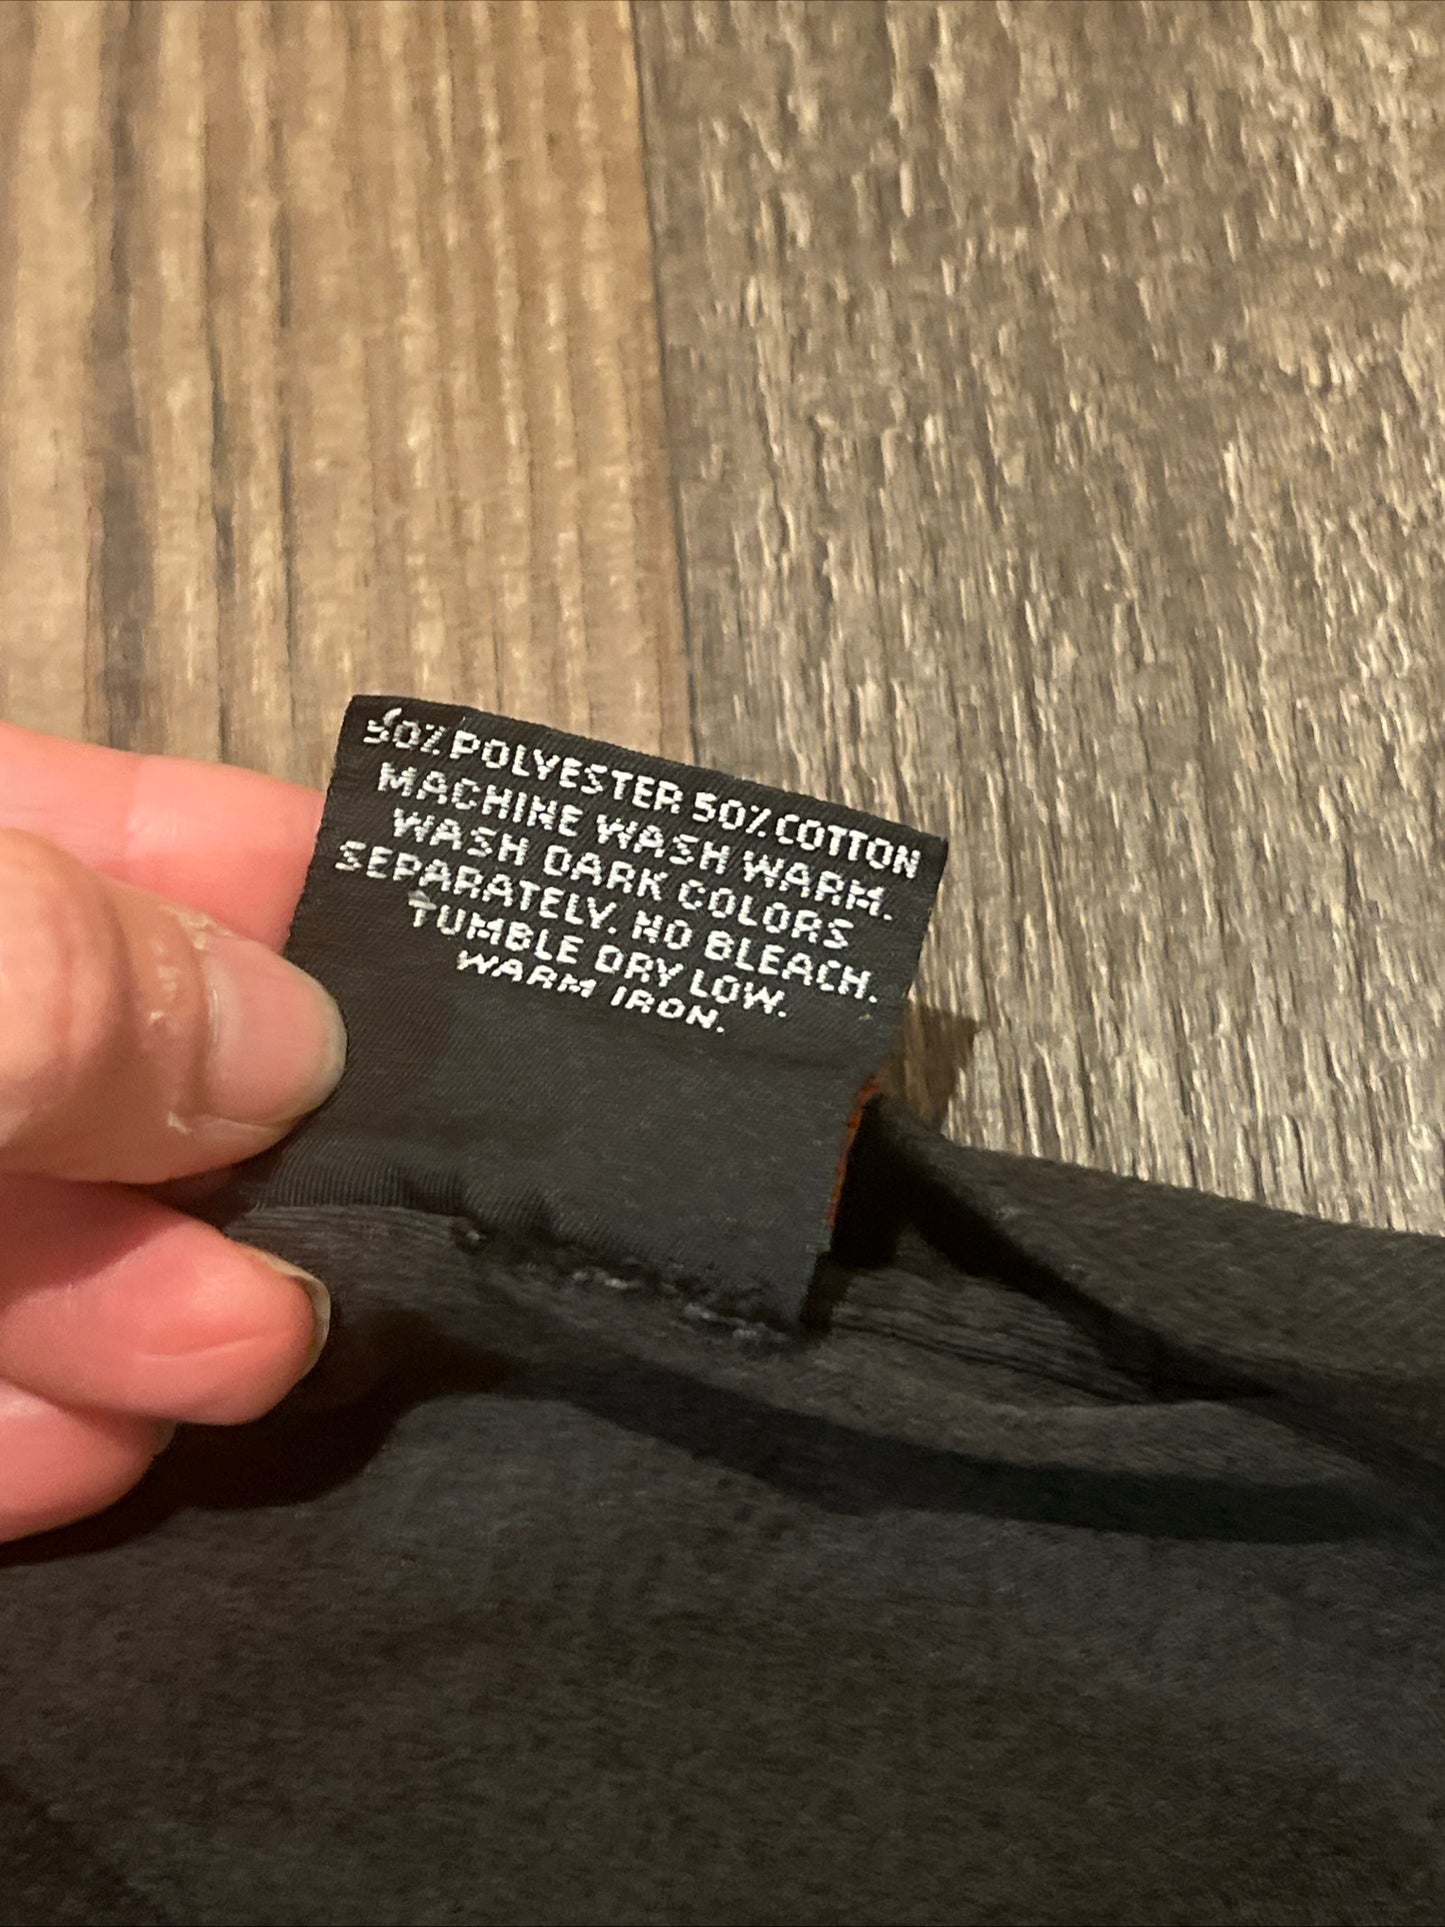 50% POLYESTER 50% COTTON
MACHINE WASH WARM.
WASH DARK COLORS
SEPARATELY. NO BLEACH.
TUMBLE DRY LOW.
WARM IRON.